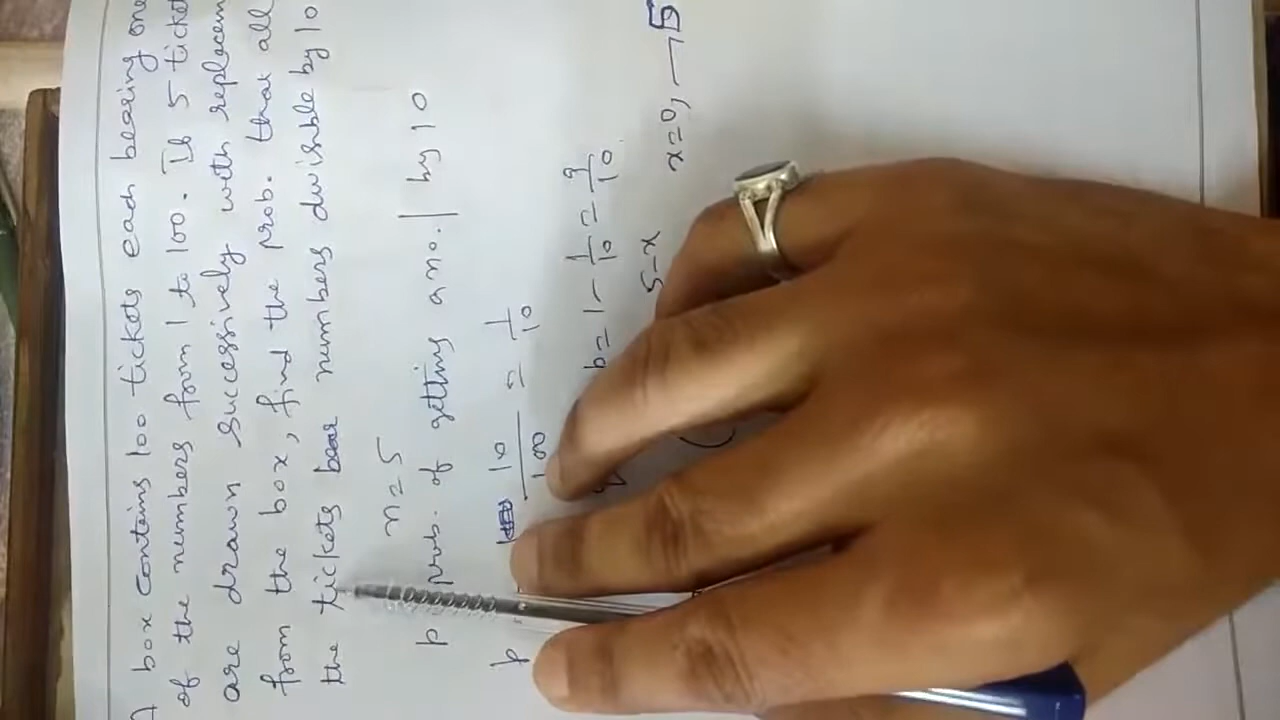 A box contains 100 tickets each bearing one
of the numbers from 1 to 100. If 5 ticket
are drawn successively with replacem
from the box, find the prob. that all
the tickets bear numbers divisible by 10
n = 5
p prob. of getting a no. | by 10
p 10/100 = 1/10
p = 1 - 1/10 = 9/10
5-x x=0, — 5